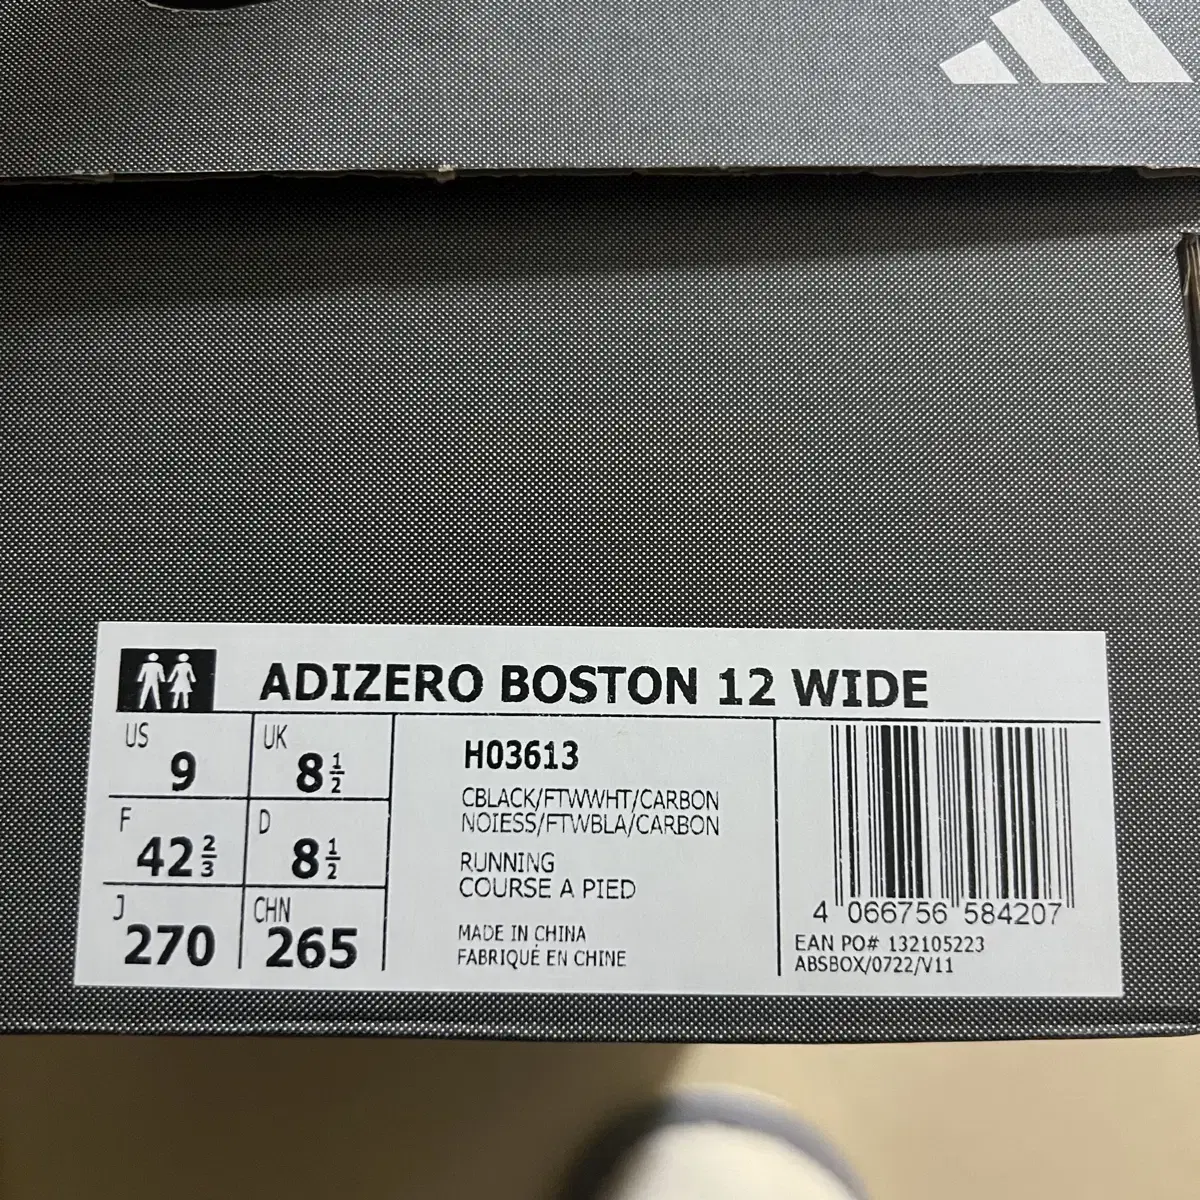 ADIZERO BOSTON 12 WIDE
US 9 UK 8 1/2
F 42 2/3 D 8 1/2
J 270 CHN 265
H03613
CBLACK/FTWWHT/CARBON
NOIESS/FTWBLA/CARBON
RUNNING
COURSE A PIED
MADE IN CHINA
FABRIQUÉ EN CHINE
4 066756 584207
EAN PO# 132105223
ABSBOX/0722/V11